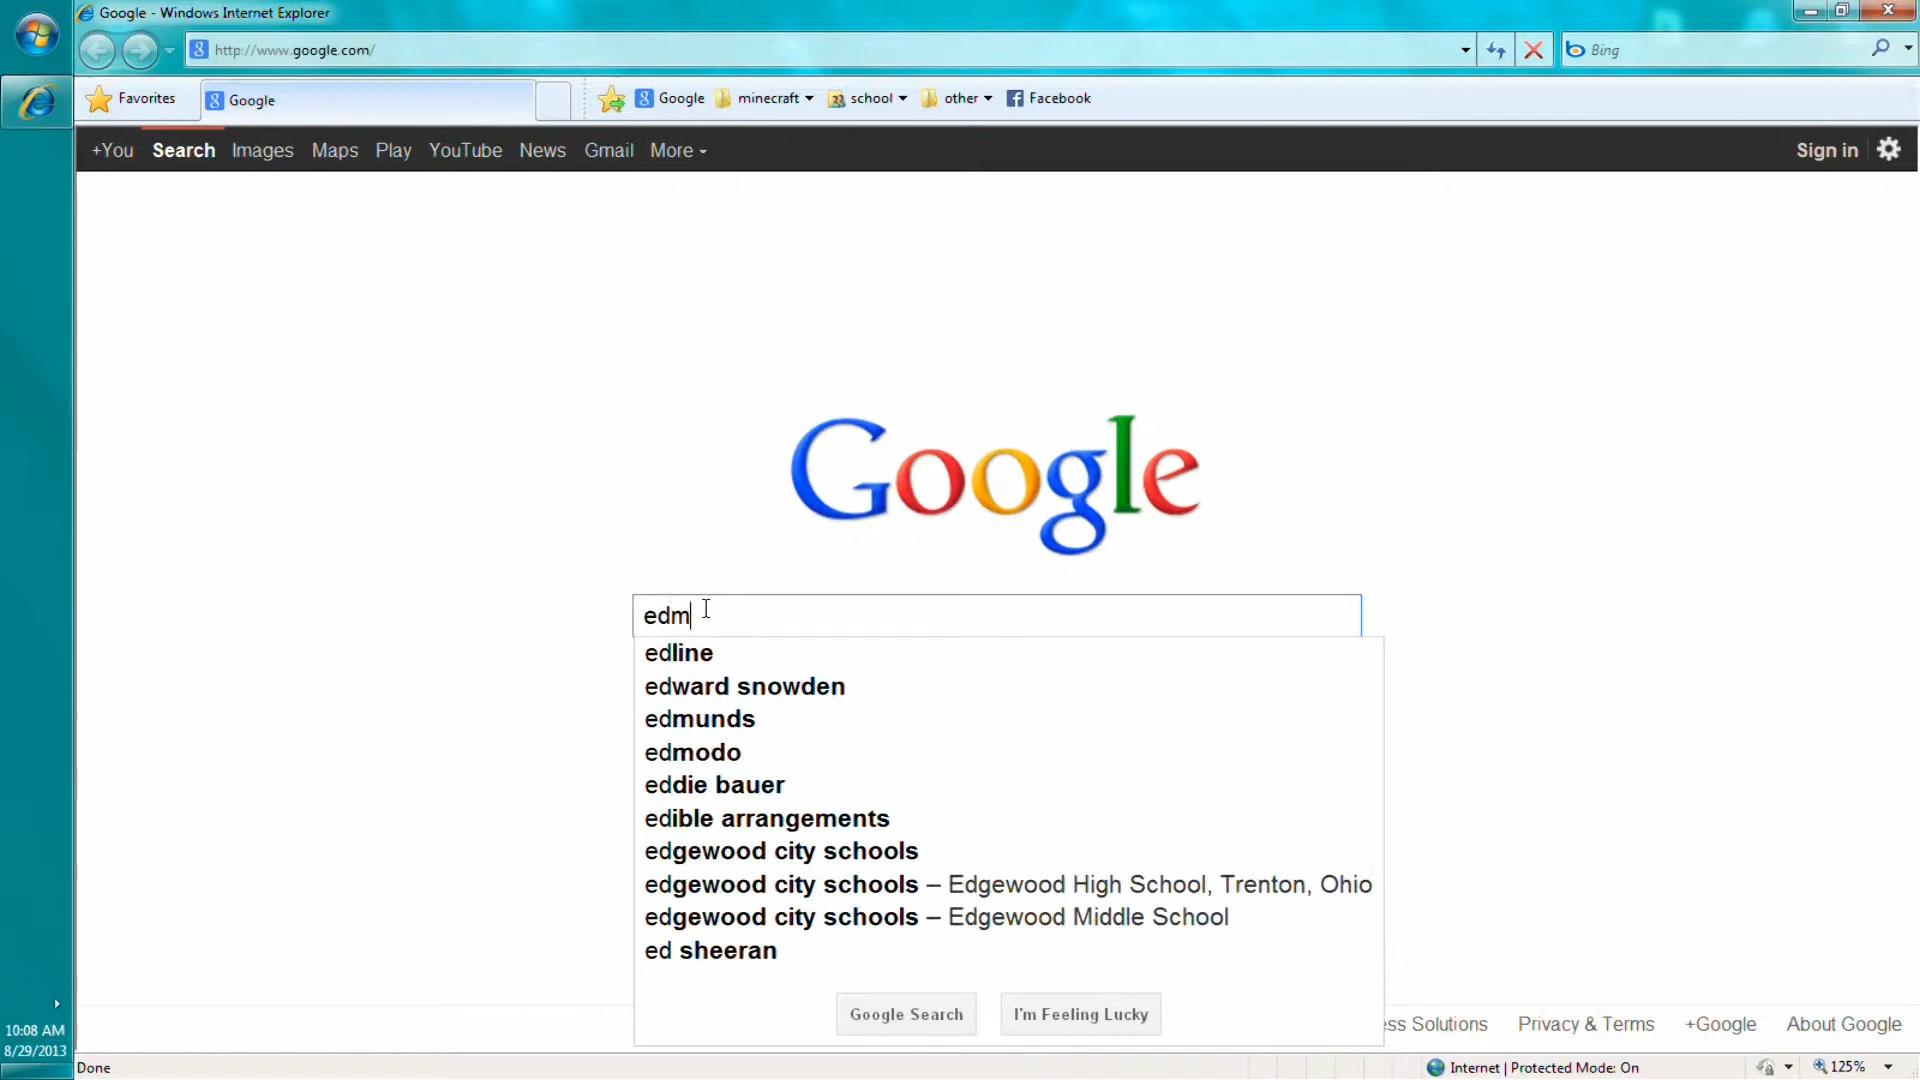 Google - Windows Internet Explorer
http://www.google.com/
Bing
Favorites
Google
Google minecraft school other Facebook
+You Search Images Maps Play YouTube News Gmail More
Sign in
Google
edm
edline
edward snowden
edmunds
edmodo
eddie bauer
edible arrangements
edgewood city schools
edgewood city schools – Edgewood High School, Trenton, Ohio
edgewood city schools – Edgewood Middle School
ed sheeran
Google Search I'm Feeling Lucky
ess Solutions Privacy & Terms +Google About Google
10:08 AM
8/29/2013
Done
Internet | Protected Mode: On
125%